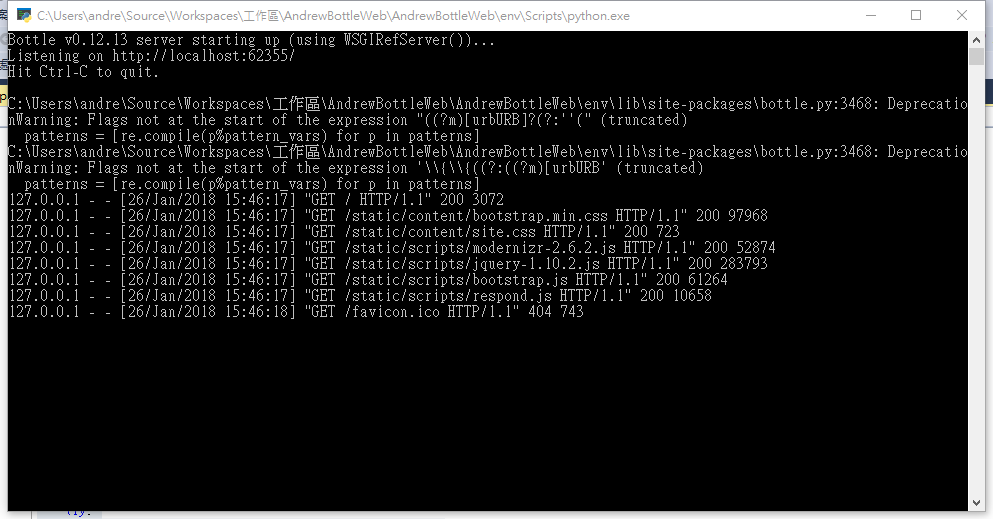 C:\Users\andre\Source\Workspaces\工作區\AndrewBottleWeb\AndrewBottleWeb\env\Scripts\python.exe
Bottle v0.12.13 server starting up (using WSGIRefServer())...
Listening on http://localhost:62355/
Hit Ctrl-C to quit.
C:\Users\andre\Source\Workspaces\工作區\AndrewBottleWeb\AndrewBottleWeb\env\lib\site-packages\bottle.py:3468: Deprecatio
nWarning: Flags not at the start of the expression "((?m)[urbURB]?(?:''(" (truncated)
patterns = [re.compile(p%pattern_vars) for p in patterns]
C:\Users\andre\Source\Workspaces\工作區\AndrewBottleWeb\AndrewBottleWeb\env\lib\site-packages\bottle.py:3468: Deprecatio
nWarning: Flags not at the start of the expression '\\{\\{((?:((?m)[urbURB' (truncated)
patterns = [re.compile(p%pattern_vars) for p in patterns]
127.0.0.1 - - [26/Jan/2018 15:46:17] "GET / HTTP/1.1" 200 3072
127.0.0.1 - - [26/Jan/2018 15:46:17] "GET /static/content/bootstrap.min.css HTTP/1.1" 200 97968
127.0.0.1 - - [26/Jan/2018 15:46:17] "GET /static/content/site.css HTTP/1.1" 200 723
127.0.0.1 - - [26/Jan/2018 15:46:17] "GET /static/scripts/modernizr-2.6.2.js HTTP/1.1" 200 52874
127.0.0.1 - - [26/Jan/2018 15:46:17] "GET /static/scripts/jquery-1.10.2.js HTTP/1.1" 200 283793
127.0.0.1 - - [26/Jan/2018 15:46:17] "GET /static/scripts/bootstrap.js HTTP/1.1" 200 61264
127.0.0.1 - - [26/Jan/2018 15:46:17] "GET /static/scripts/respond.js HTTP/1.1" 200 10658
127.0.0.1 - - [26/Jan/2018 15:46:18] "GET /favicon.ico HTTP/1.1" 404 743